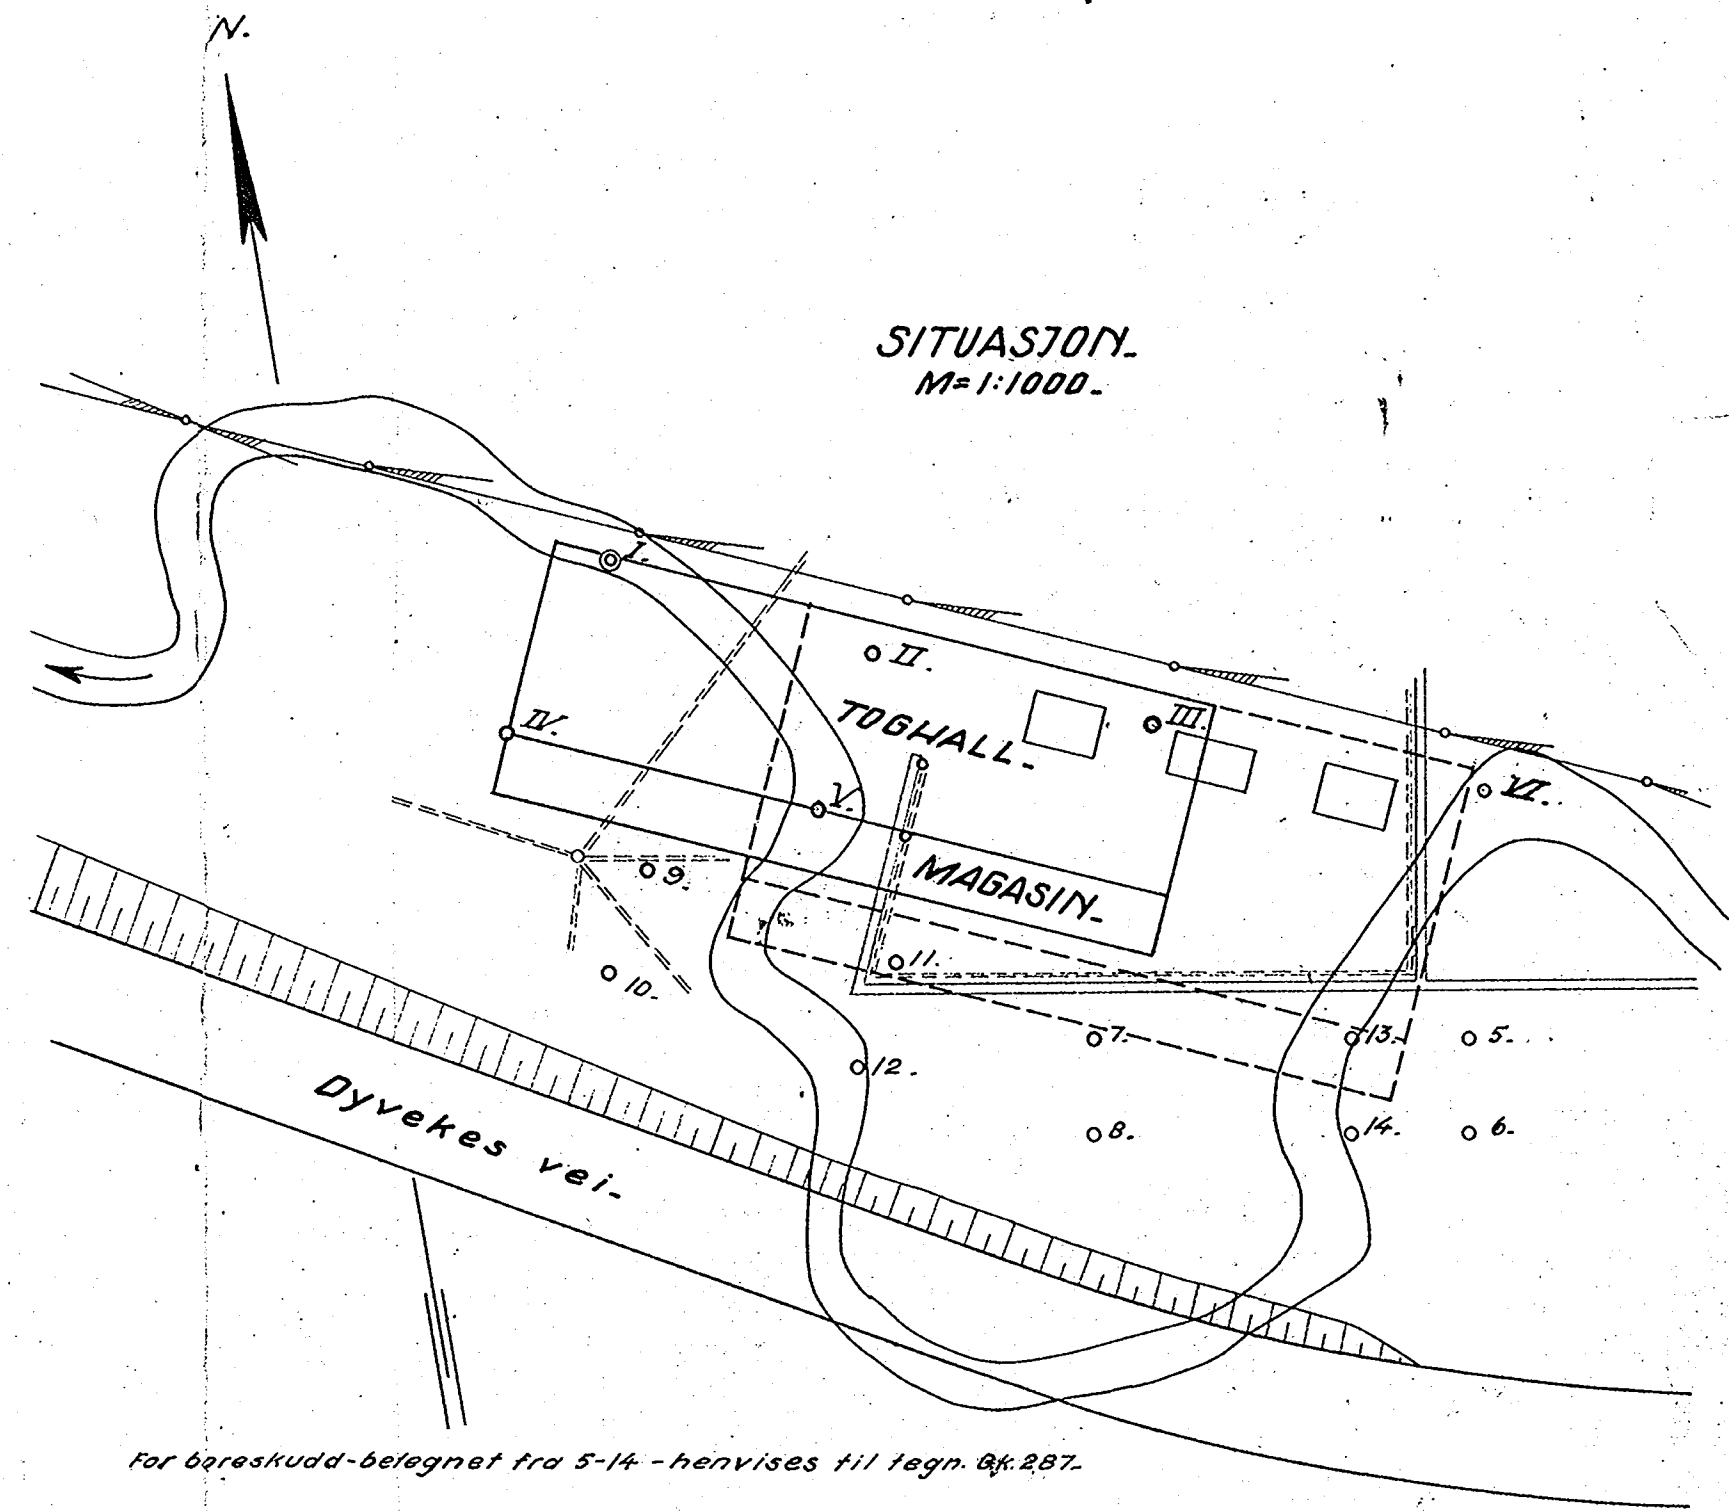 N.
SITUASJON.
M=1:1000.
I.
II.
III.
TOGHALL.
IV.
V.
VI.
MAGASIN.
9.
10.
11.
7.
13.
5.
12.
8.
14.
6.
Dyvekes vei.
For boreskudd-betegnet fra 5-14 - henvises til tegn. Gk. 287.